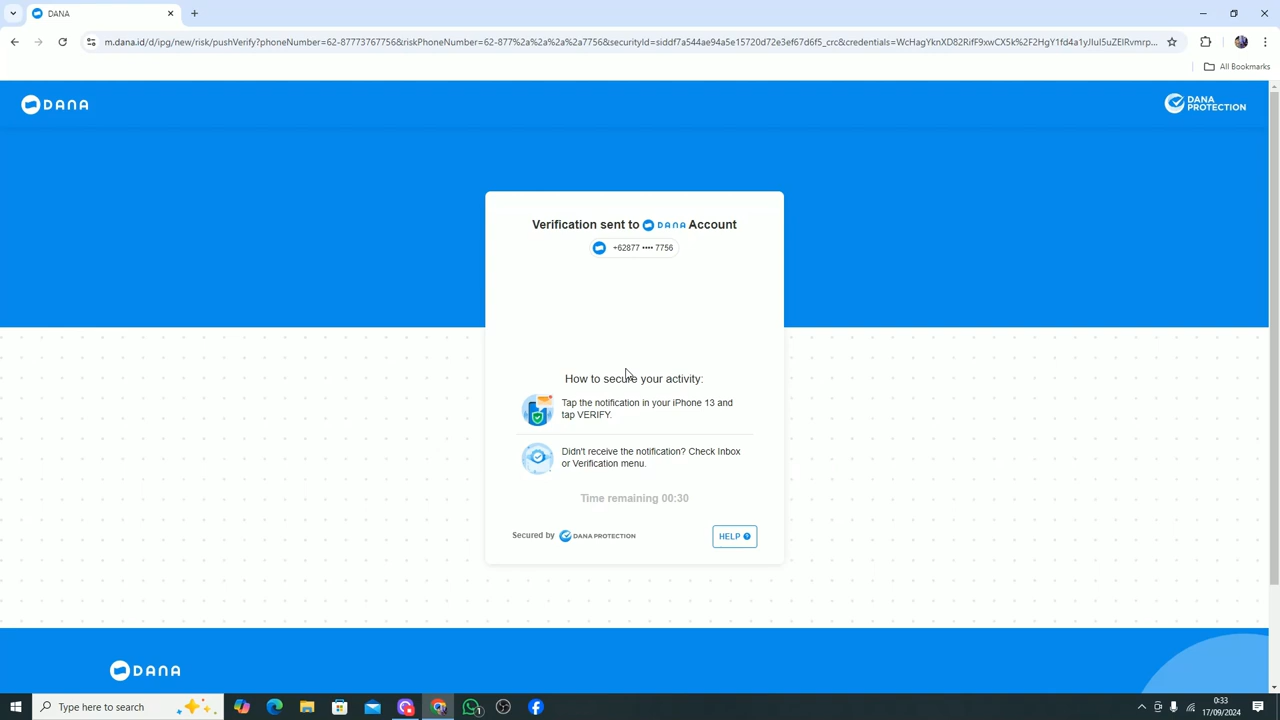 DANA
m.dana.id/d/ipg/new/risk/pushVerify?phoneNumber=62-87773767756&riskPhoneNumber=62-877%2a%2a%2a%2a7756&securityId=siddf7a544ae94a5e15720d72e3ef67d6f5_crc&credentials=WcHagYknXD82RifF9xwCX5k%2F2HgY1fd4a1yJIuI5uZElRvmrp...
All Bookmarks
DANA
DANA PROTECTION
Verification sent to DANA Account
+62877 •••• 7756
How to secure your activity:
Tap the notification in your iPhone 13 and
tap VERIFY.
Didn't receive the notification? Check Inbox
or Verification menu.
Time remaining 00:30
Secured by DANA PROTECTION
HELP ?
DANA
Type here to search
1
0:33
17/09/2024